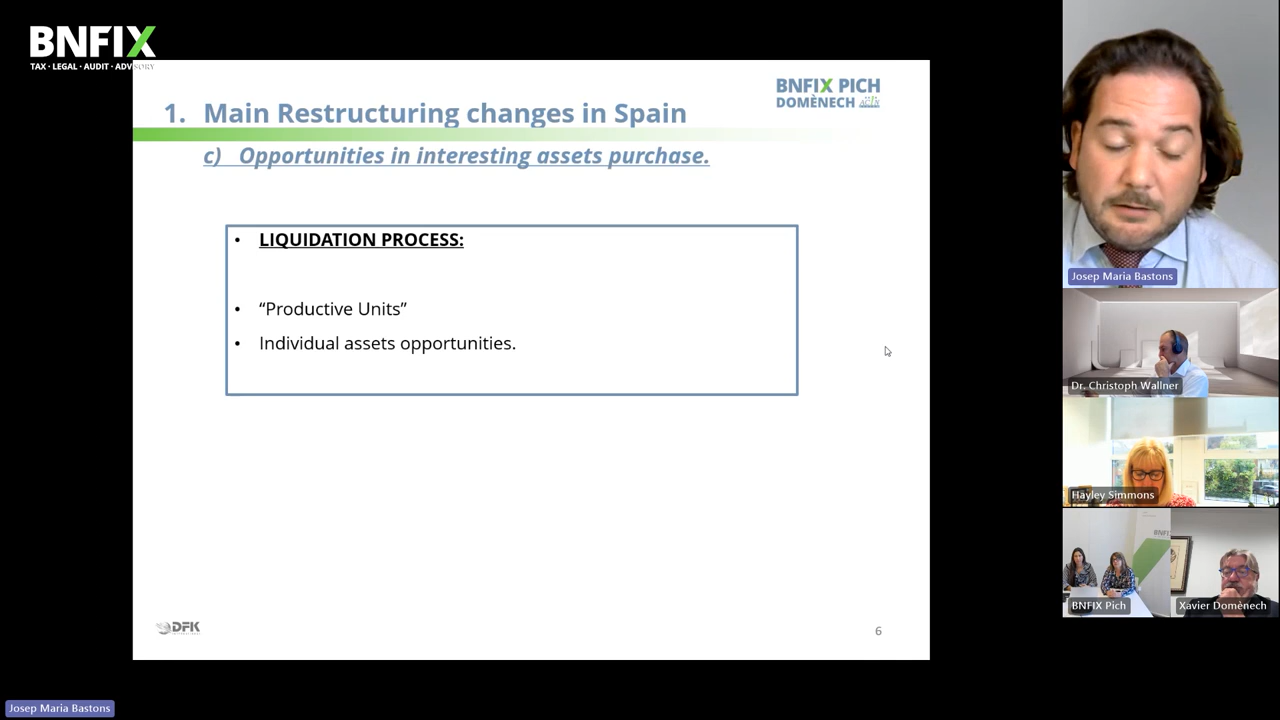 BNFIX
TAX · LEGAL · AUDIT · ADVISORY
BNFIX PICH
DOMÈNECH
1. Main Restructuring changes in Spain
c) Opportunities in interesting assets purchase.
• LIQUIDATION PROCESS:
• “Productive Units”
• Individual assets opportunities.
DFK
INTERNATIONAL
6
Josep Maria Bastons
Dr. Christoph Wallner
Hayley Simmons
BNFIX
BNFIX Pich
Xavier Domènech
Josep Maria Bastons